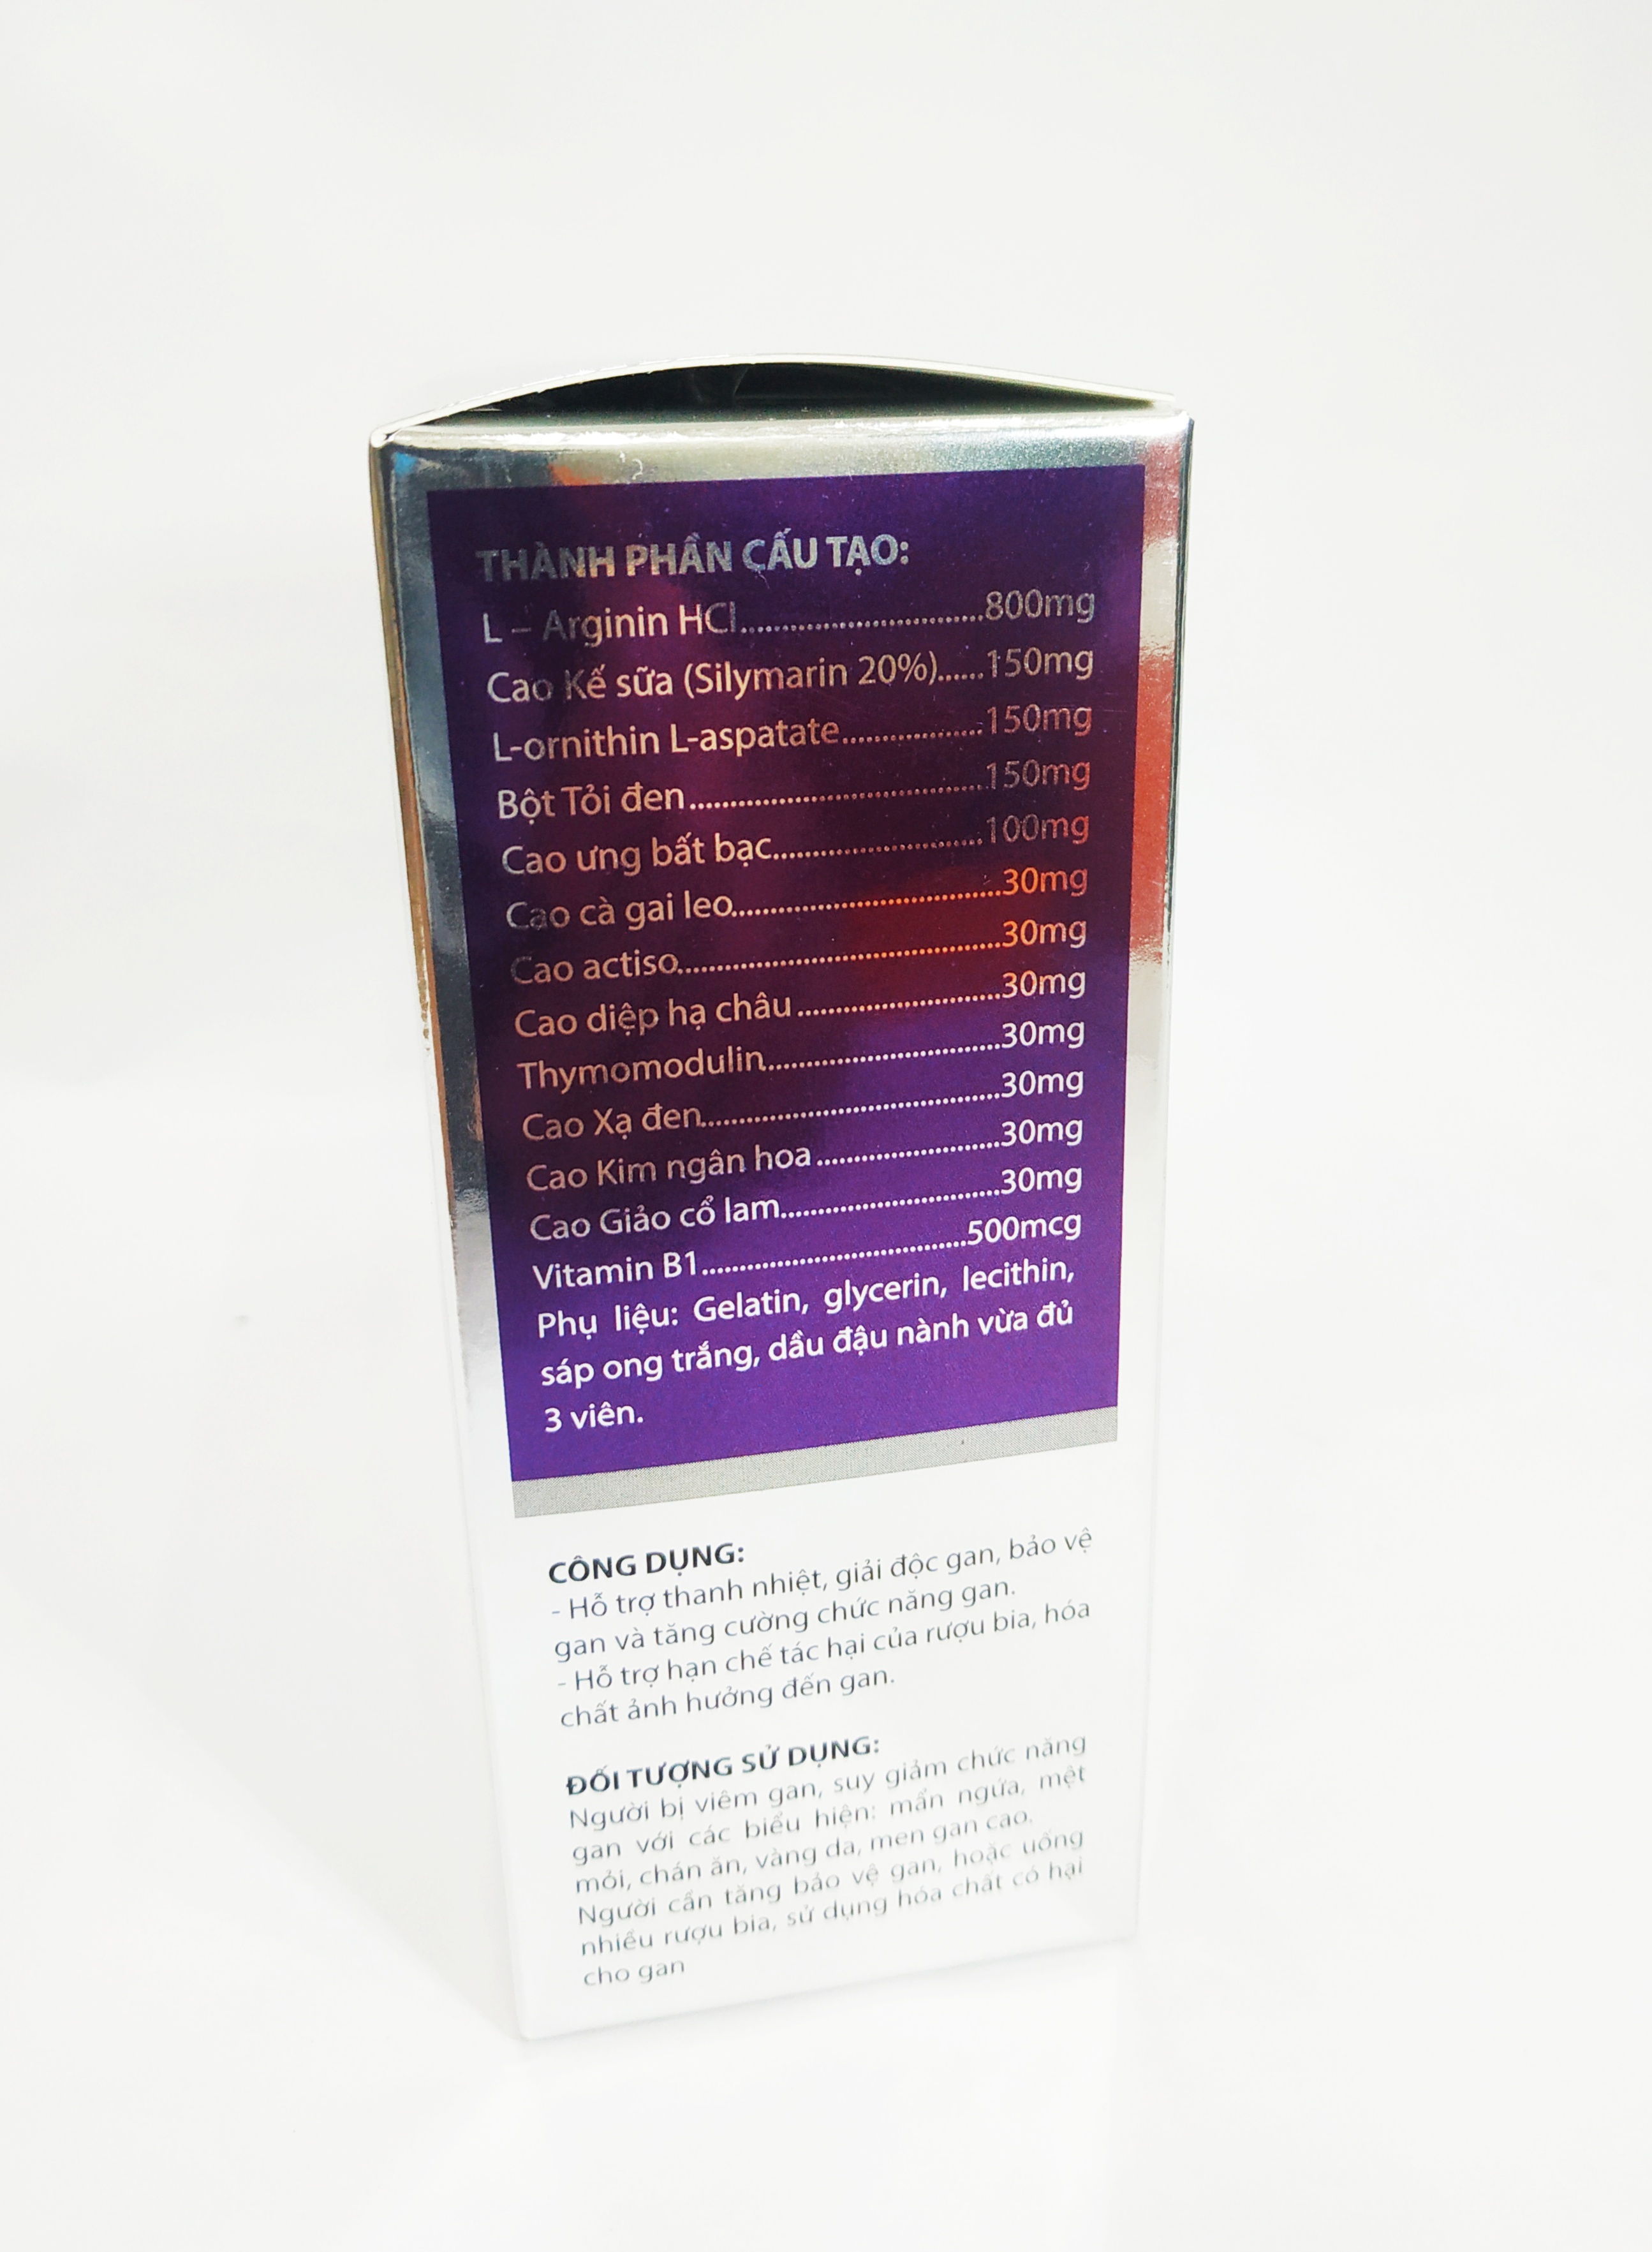 THÀNH PHẦN CẤU TẠO:
L – Arginin HCl..............................800mg
Cao Kế sữa (Silymarin 20%)......150mg
L-ornithin L-aspatate.................150mg
Bột Tỏi đen....................................150mg
Cao ưng bất bạc..........................100mg
Cao cà gai leo.................................30mg
Cao actiso........................................30mg
Cao diệp hạ châu.........................30mg
Thymomodulin.............................30mg
Cao Xạ đen.....................................30mg
Cao Kim ngân hoa.......................30mg
Cao Giảo cổ lam...........................30mg
Vitamin B1.................................500mcg
Phụ liệu: Gelatin, glycerin, lecithin,
sáp ong trắng, dầu đậu nành vừa đủ
3 viên.
CÔNG DỤNG:
- Hỗ trợ thanh nhiệt, giải độc gan, bảo vệ
gan và tăng cường chức năng gan.
- Hỗ trợ hạn chế tác hại của rượu bia, hóa
chất ảnh hưởng đến gan.
ĐỐI TƯỢNG SỬ DỤNG:
Người bị viêm gan, suy giảm chức năng
gan với các biểu hiện: mẩn ngứa, mệt
mỏi, chán ăn, vàng da, men gan cao.
Người cần tăng bảo vệ gan, hoặc uống
nhiều rượu bia, sử dụng hóa chất có hại
cho gan